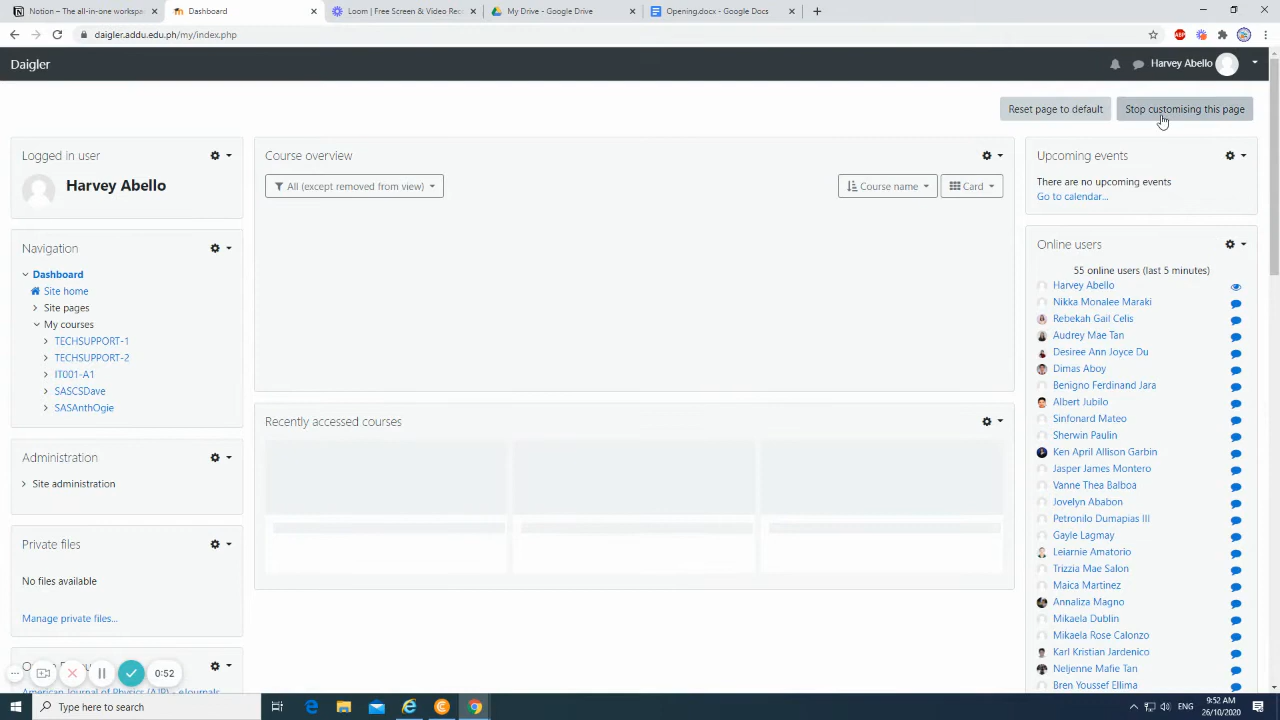 Notion – The all-in-one workspa
Dashboard
Loom | Free Screen & Video Rec
My Drive - Google Drive
Opening.docx - Google Docs
daigler.addu.edu.ph/my/index.php
ABP
Daigler
Harvey Abello
Reset page to default
Stop customising this page
Logged in user
Harvey Abello
Navigation
Dashboard
Site home
Site pages
My courses
TECHSUPPORT-1
TECHSUPPORT-2
IT001-A1
SASCSDave
SASAnthOgie
Administration
Site administration
Private files
No files available
Manage private files...
American Journal of Physics (AJP) - eJournals
Course overview
All (except removed from view)
Course name
Card
Recently accessed courses
Upcoming events
There are no upcoming events
Go to calendar...
Online users
55 online users (last 5 minutes)
Harvey Abello
Nikka Monalee Maraki
Rebekah Gail Celis
Audrey Mae Tan
Desiree Ann Joyce Du
Dimas Aboy
Benigno Ferdinand Jara
Albert Jubilo
Sinfonard Mateo
Sherwin Paulin
Ken April Allison Garbin
Jasper James Montero
Vanne Thea Balboa
Jovelyn Ababon
Petronilo Dumapias III
Gayle Lagmay
Leiarnie Amatorio
Trizzia Mae Salon
Maica Martinez
Annaliza Magno
Mikaela Dublin
Mikaela Rose Calonzo
Karl Kristian Jardenico
Neljenne Mafie Tan
Bren Youssef Ellima
0:52
Type here to search
ENG
9:52 AM
26/10/2020